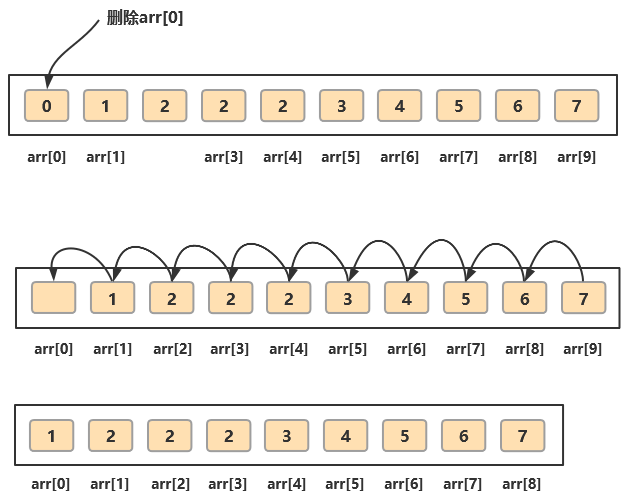 删除arr[0]
0 1 2 2 2 3 4 5 6 7
arr[0] arr[1] arr[3] arr[4] arr[5] arr[6] arr[7] arr[8] arr[9]
1 2 2 2 3 4 5 6 7
arr[0] arr[1] arr[2] arr[3] arr[4] arr[5] arr[6] arr[7] arr[8] arr[9]
1 2 2 2 3 4 5 6 7
arr[0] arr[1] arr[2] arr[3] arr[4] arr[5] arr[6] arr[7] arr[8]